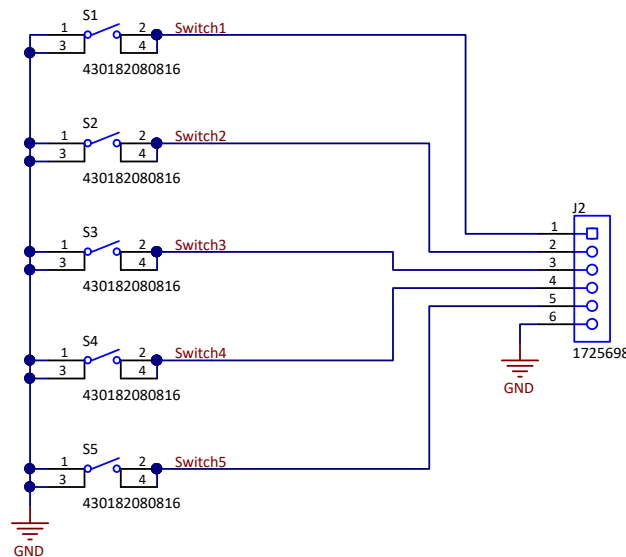 S1
1 2 Switch1
3 4
430182080816
S2
1 2 Switch2
3 4
430182080816
S3
1 2 Switch3
3 4
430182080816
S4
1 2 Switch4
3 4
430182080816
S5
1 2 Switch5
3 4
430182080816
GND
J2
1
2
3
4
5
6
1725698
GND